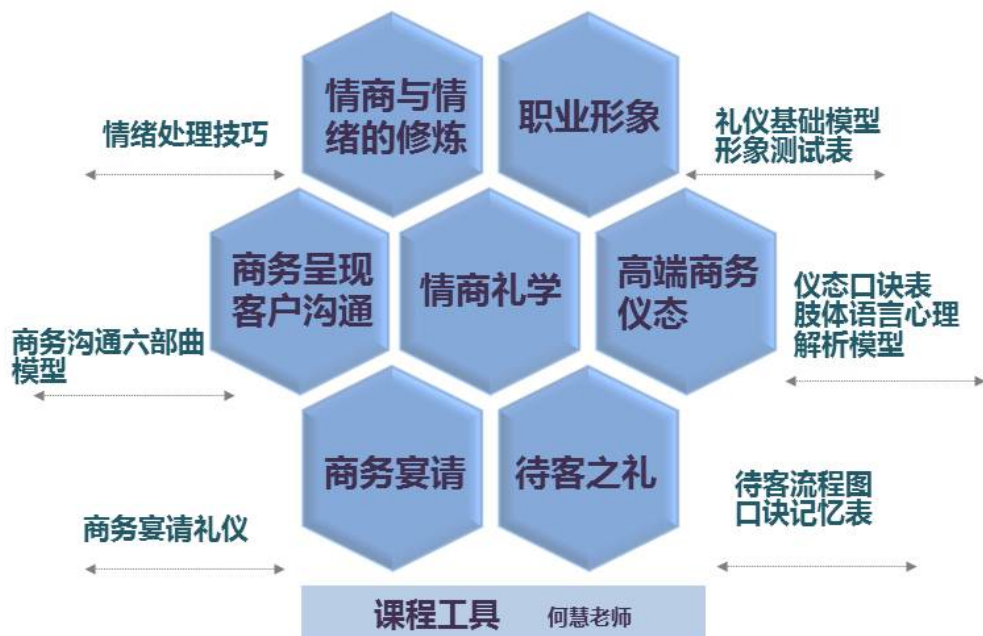 情商与情
绪的修炼
职业形象
情绪处理技巧
礼仪基础模型
形象测试表
商务呈现
客户沟通
情商礼学
高端商务
仪态
仪态口诀表
肢体语言心理
解析模型
商务沟通六部曲
模型
商务宴请
待客之礼
待客流程图
口诀记忆表
商务宴请礼仪
课程工具 何慧老师